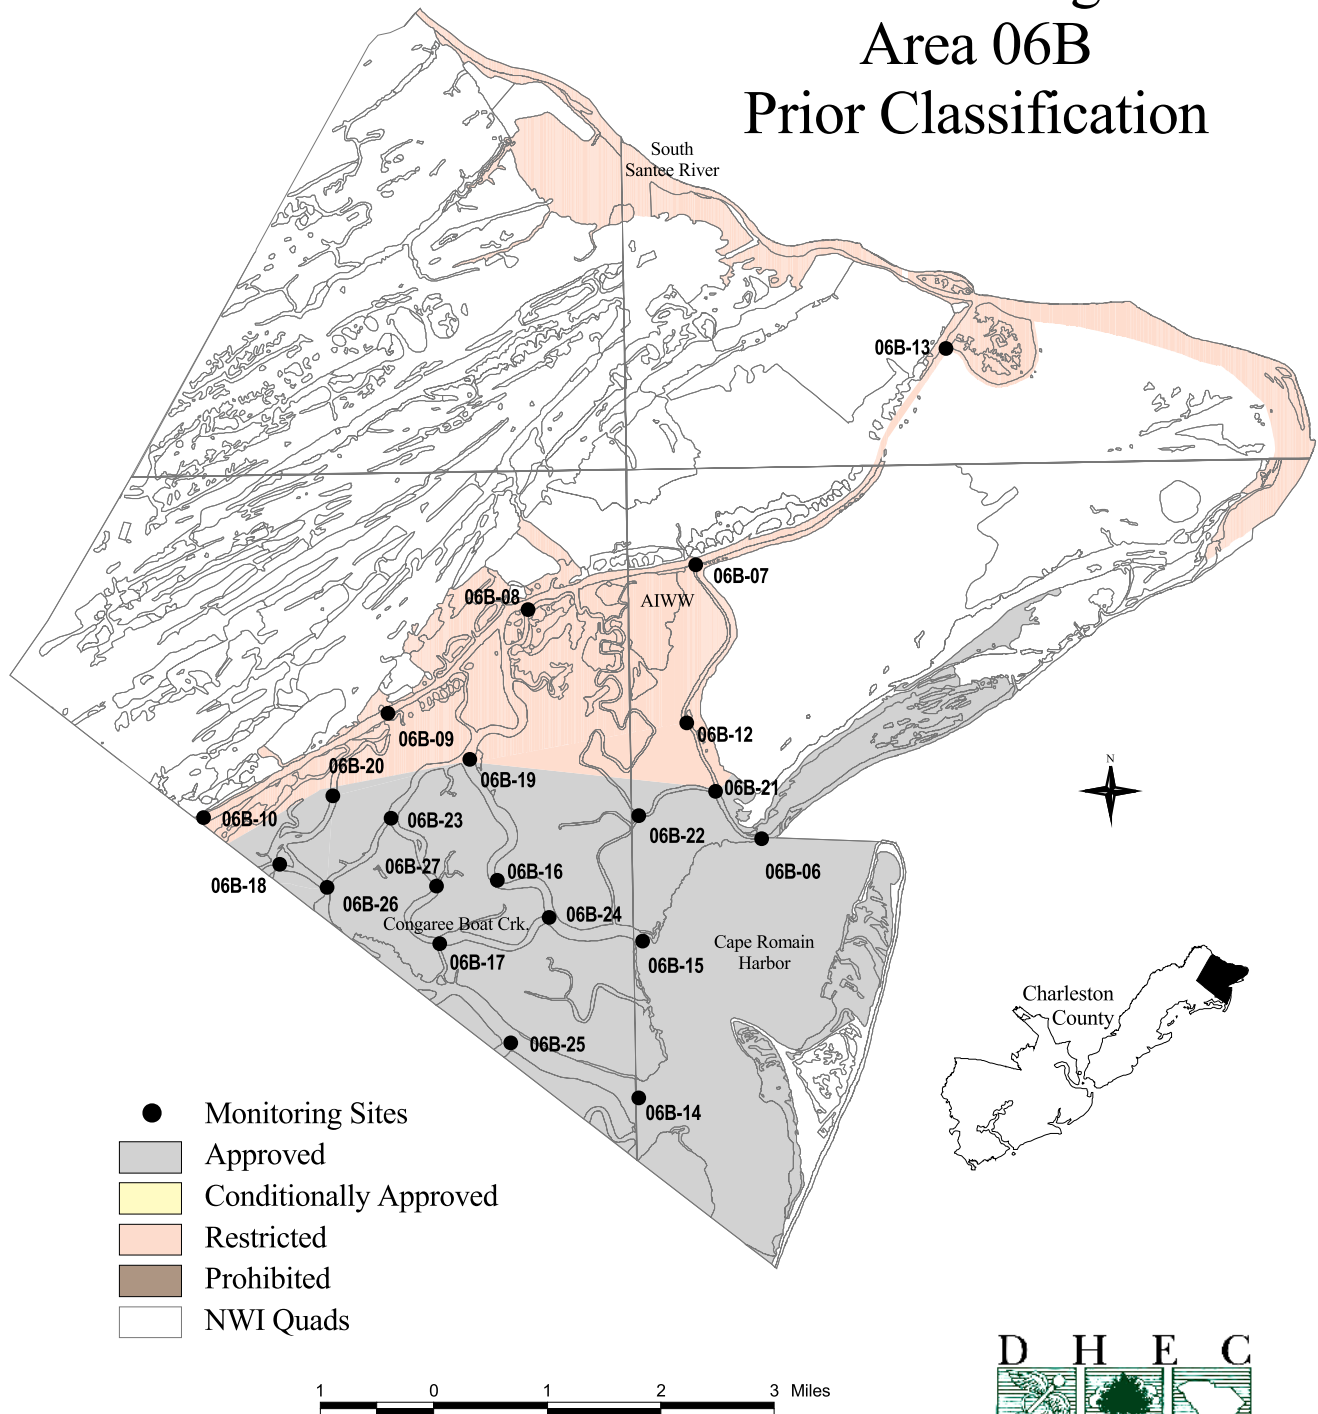 Area 06B
Prior Classification
South
Santee River
06B-13
06B-07
06B-08
AIWW
06B-12
06B-09
06B-20
06B-19
06B-21
06B-10
06B-23
06B-22
06B-06
06B-27
06B-16
06B-18
06B-26
06B-24
Congaree Boat Crk.
06B-17
06B-15
Cape Romain
Harbor
N
Charleston
County
06B-25
06B-14
Monitoring Sites
Approved
Conditionally Approved
Restricted
Prohibited
NWI Quads
D H E C
1 0 1 2 3 Miles